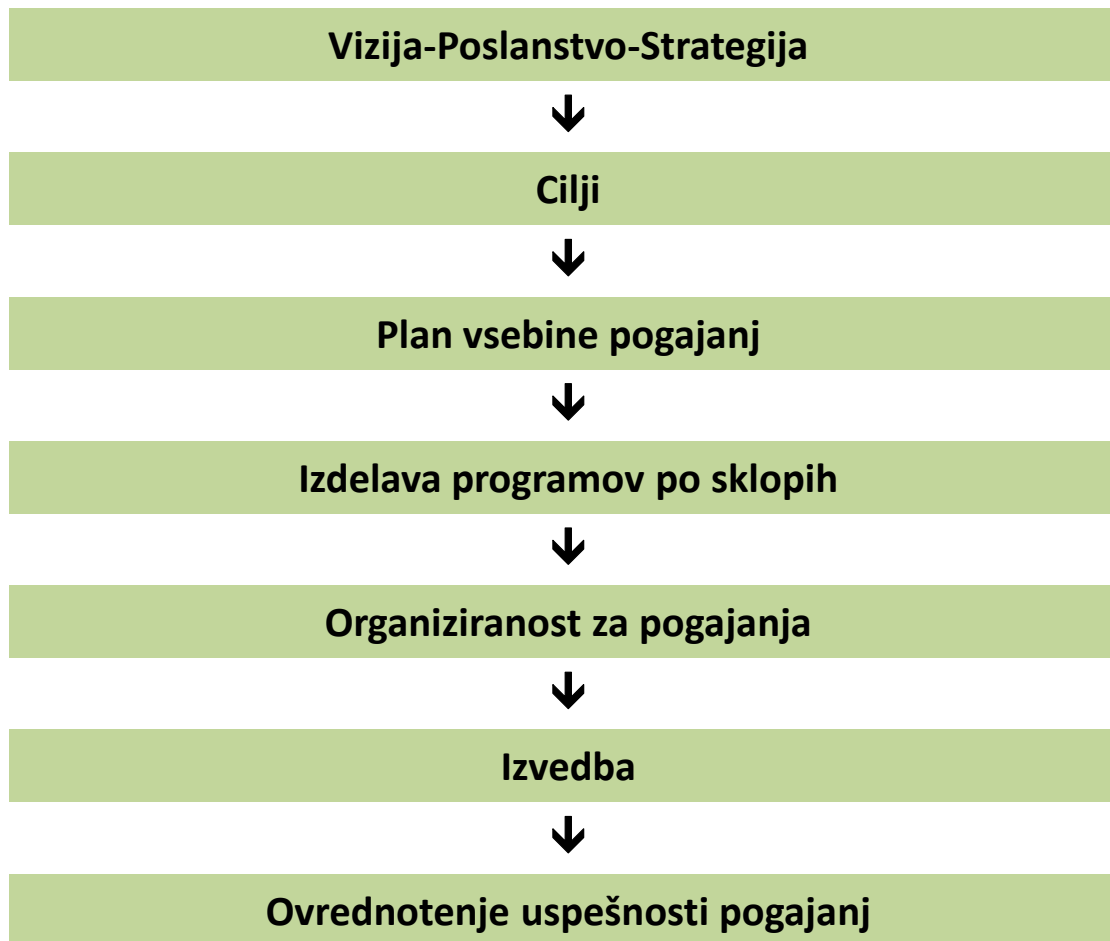 Vizija-Poslanstvo-Strategija
Cilji
Plan vsebine pogajanj
Izdelava programov po sklopih
Organiziranost za pogajanja
Izvedba
Ovrednotenje uspešnosti pogajanj